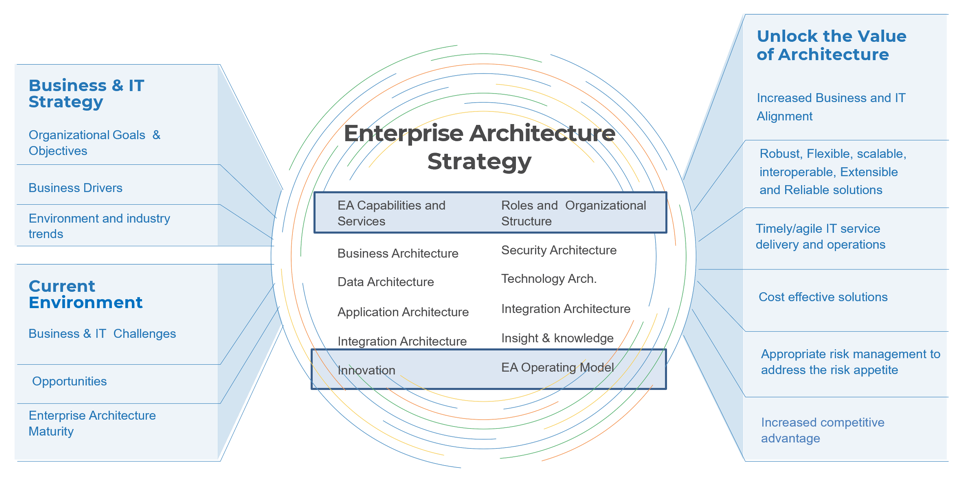 Business & IT
Strategy
Organizational Goals &
Objectives
Business Drivers
Environment and industry
trends
Current
Environment
Business & IT Challenges
Opportunities
Enterprise Architecture
Maturity
Enterprise Architecture
Strategy
EA Capabilities and
Services
Roles and Organizational
Structure
Business Architecture
Security Architecture
Data Architecture
Technology Arch.
Application Architecture
Integration Architecture
Integration Architecture
Insight & knowledge
Innovation
EA Operating Model
Unlock the Value
of Architecture
Increased Business and IT
Alignment
Robust, Flexible, scalable,
interoperable, Extensible
and Reliable solutions
Timely/agile IT service
delivery and operations
Cost effective solutions
Appropriate risk management to
address the risk appetite
Increased competitive
advantage